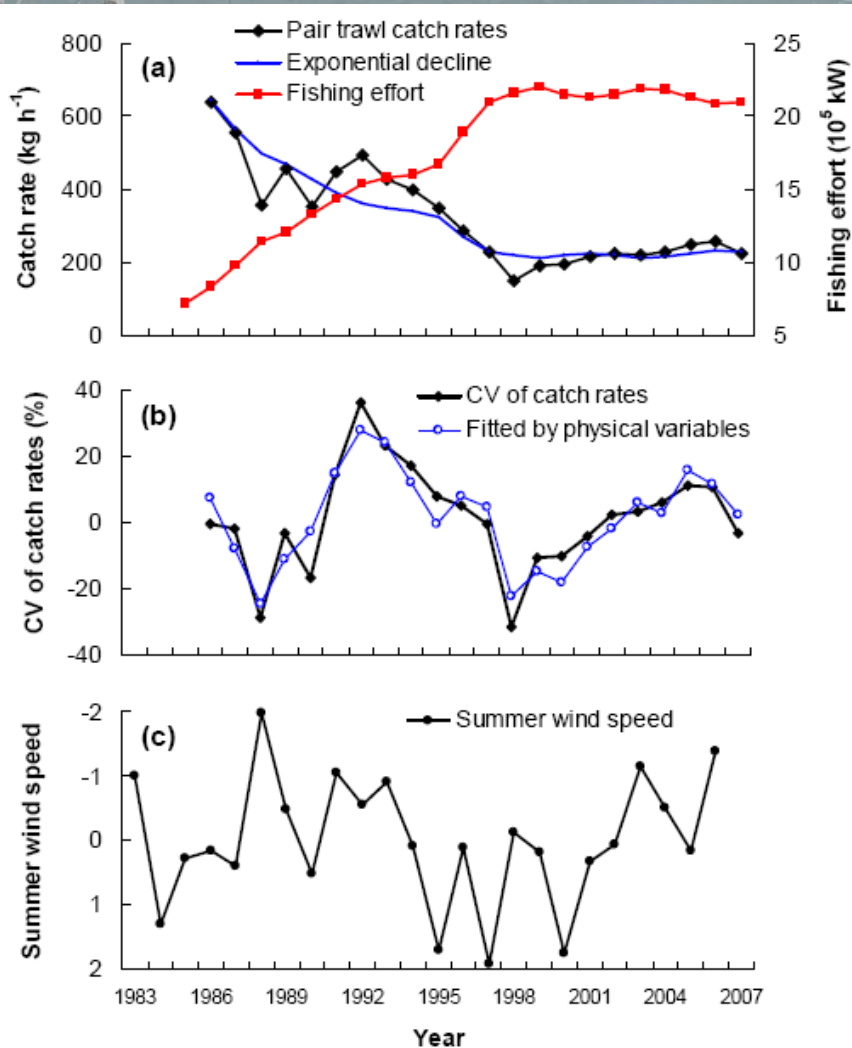 (a)
Pair trawl catch rates
Exponential decline
Fishing effort
800
600
400
200
0
Catch rate (kg h⁻¹)
25
20
15
10
5
Fishing effort (10⁵ kW)
(b)
CV of catch rates
Fitted by physical variables
40
20
0
-20
-40
CV of catch rates (%)
(c)
Summer wind speed
-2
-1
0
1
2
Summer wind speed
1983 1986 1989 1992 1995 1998 2001 2004 2007
Year